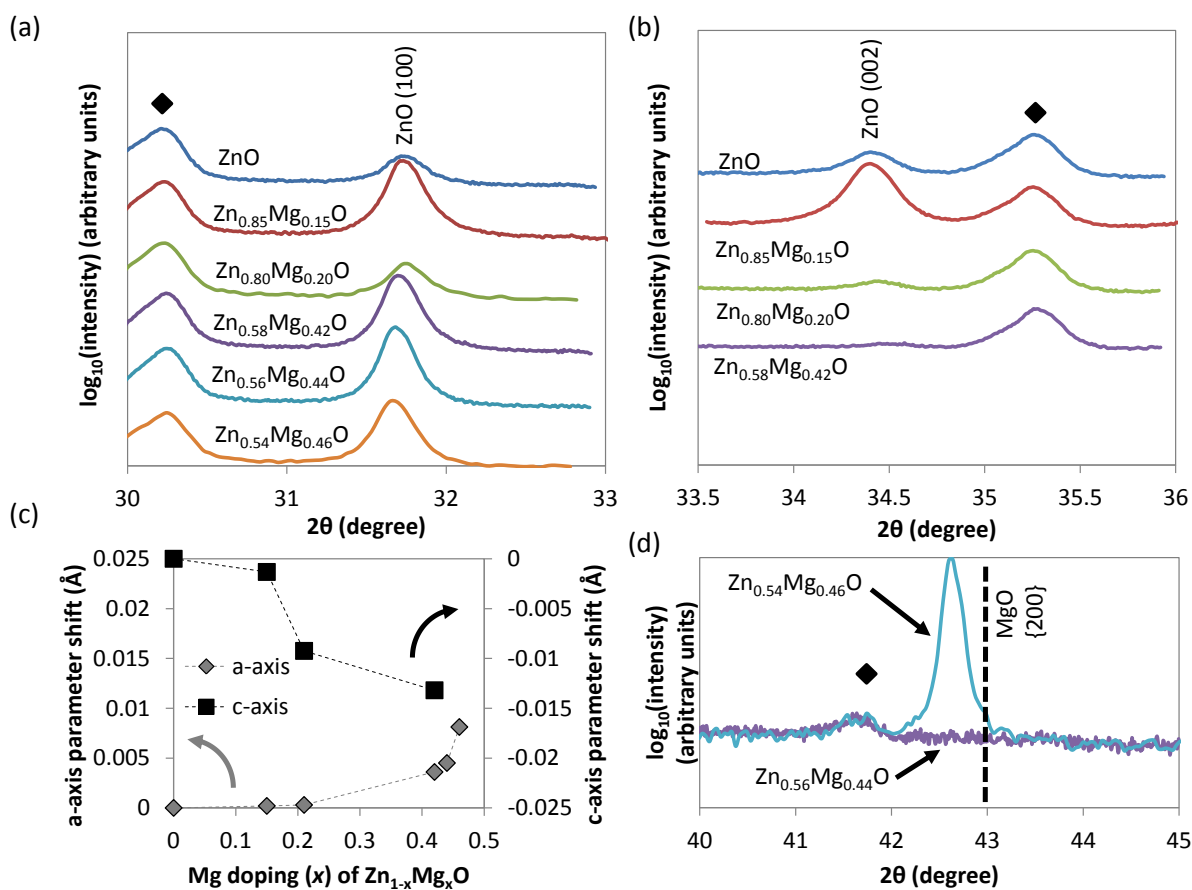 (a)
log₁₀(intensity) (arbitrary units)
ZnO (100)
ZnO
Zn₀.₈₅Mg₀.₁₅O
Zn₀.₈₀Mg₀.₂₀O
Zn₀.₅₈Mg₀.₄₂O
Zn₀.₅₆Mg₀.₄₄O
Zn₀.₅₄Mg₀.₄₆O
30 31 32 33
2θ (degree)
(b)
Log₁₀(intensity) (arbitrary units)
ZnO (002)
ZnO
Zn₀.₈₅Mg₀.₁₅O
Zn₀.₈₀Mg₀.₂₀O
Zn₀.₅₈Mg₀.₄₂O
33.5 34 34.5 35 35.5 36
2θ (degree)
(c)
a-axis parameter shift (Å)
0.025
0.02
0.015
0.01
0.005
0
a-axis
c-axis
0
-0.005
-0.01
-0.015
-0.02
-0.025
c-axis parameter shift (Å)
0 0.1 0.2 0.3 0.4 0.5
Mg doping (x) of Zn₁₋ₓMgₓO
(d)
log₁₀(intensity)
(arbitrary units)
Zn₀.₅₄Mg₀.₄₆O
MgO
{200}
Zn₀.₅₆Mg₀.₄₄O
40 41 42 43 44 45
2θ (degree)